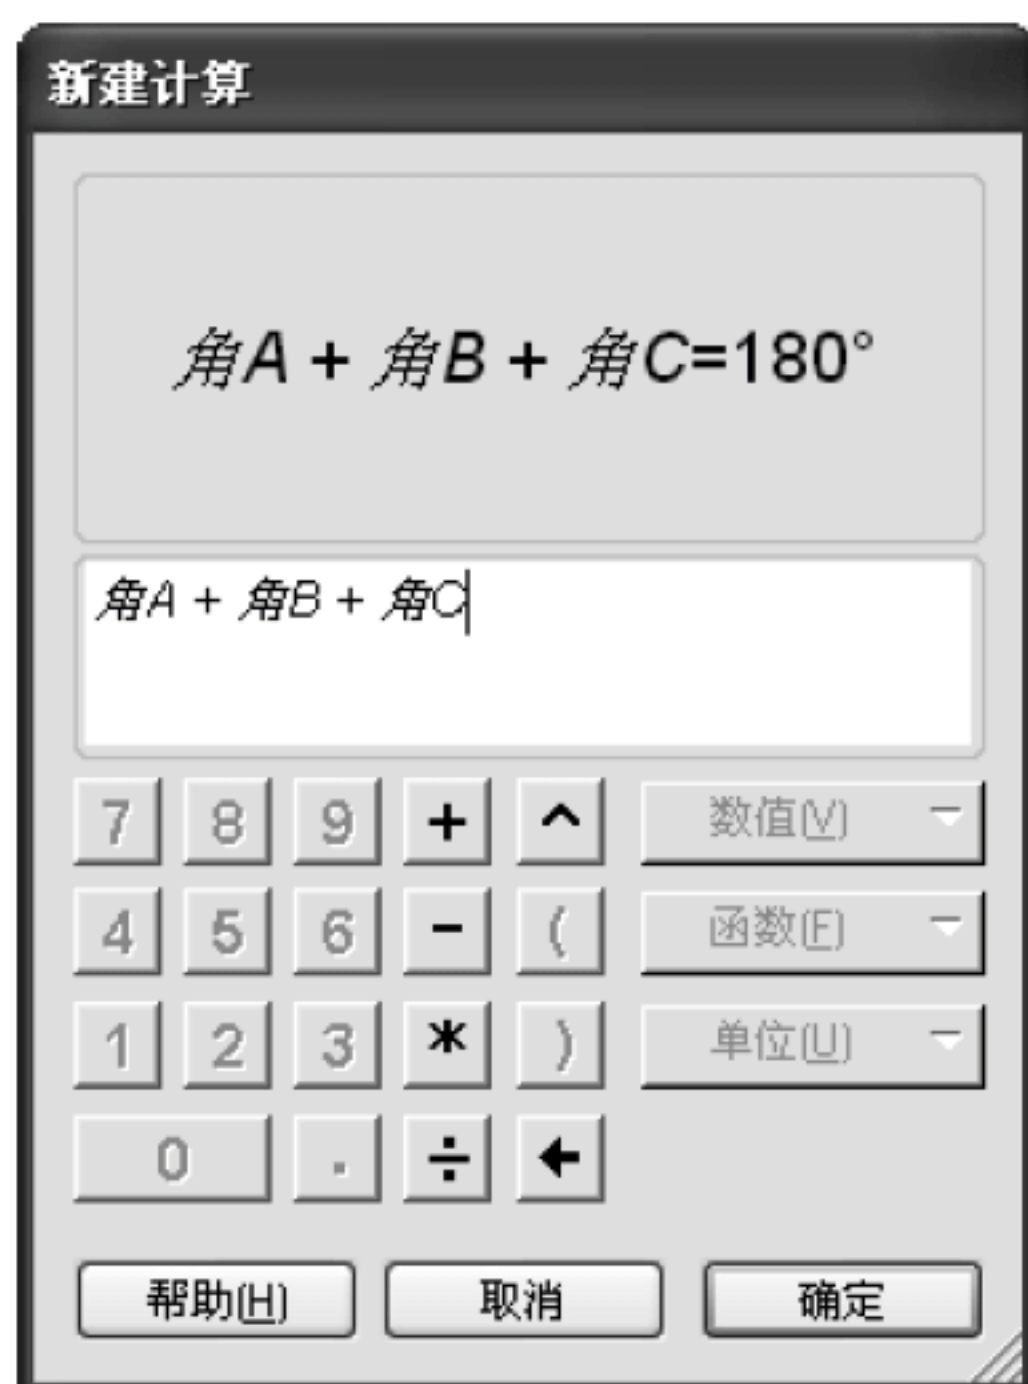 新建计算
角A + 角B + 角C=180°
角A + 角B + 角C
7 8 9 + ^ 数值(V)
4 5 6 - ( 函数(F)
1 2 3 * ) 单位(U)
0 . ÷ ←
帮助(H) 取消 确定